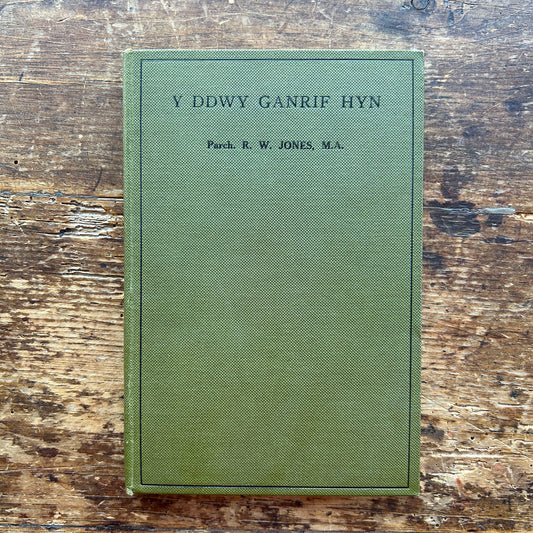 Y DDWY GANRIF HYN
Parch. R. W. JONES, M.A.